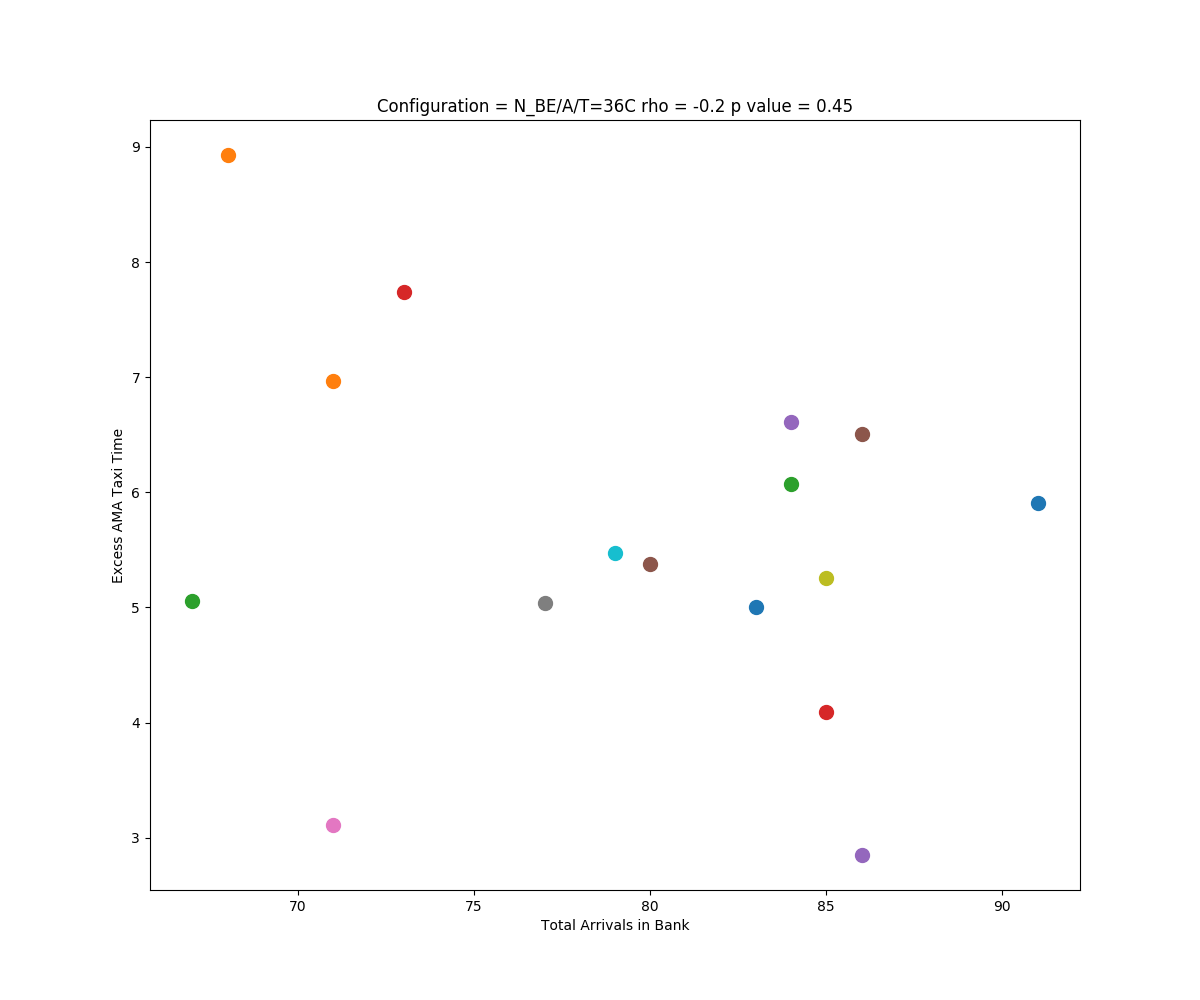 Configuration = N_BE/A/T=36C rho = -0.2 p value = 0.45
9
8
7
6
5
4
3
Excess AMA Taxi Time
70 75 80 85 90
Total Arrivals in Bank